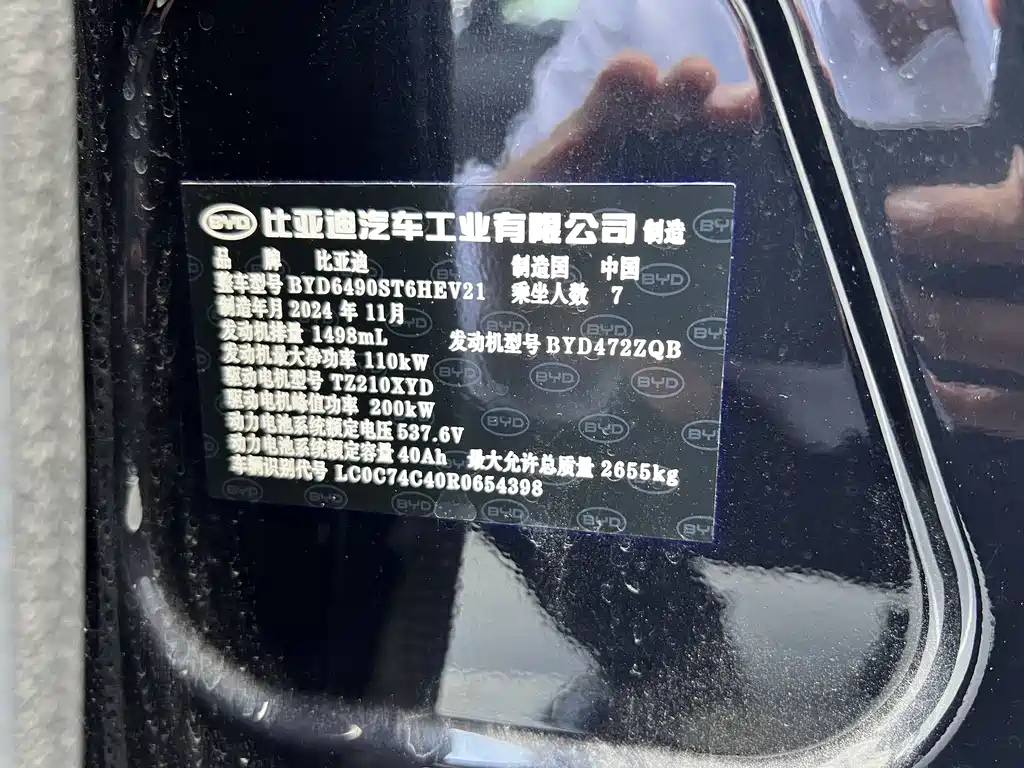 BYD 比亚迪汽车工业有限公司 制造
品 牌 比亚迪 制造国 中国
整车型号 BYD6490ST6HEV21 乘坐人数 7
制造年月 2024 年 11月
发动机排量 1498mL 发动机型号 BYD472ZQB
发动机最大净功率 110kW
驱动电机型号 TZ210XYD
驱动电机峰值功率 200kW
动力电池系统额定电压 537.6V
动力电池系统额定容量 40Ah 最大允许总质量 2655kg
车辆识别代号 LC0C74C40R0654398